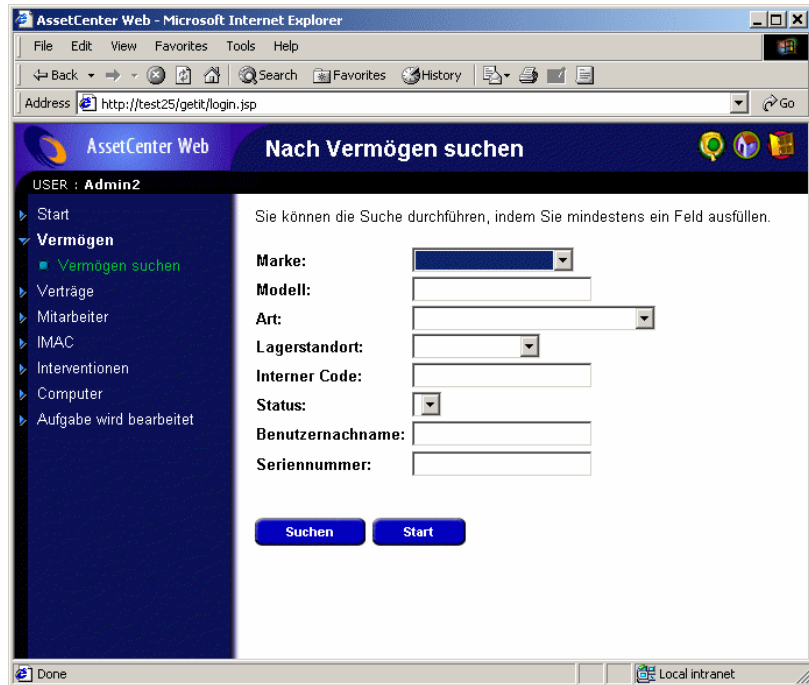 AssetCenter Web - Microsoft Internet Explorer
File Edit View Favorites Tools Help
Back Search Favorites History
Address http://test25/getit/login.jsp Go
AssetCenter Web
Nach Vermögen suchen
USER : Admin2
Start
Vermögen
Vermögen suchen
Verträge
Mitarbeiter
IMAC
Interventionen
Computer
Aufgabe wird bearbeitet
Sie können die Suche durchführen, indem Sie mindestens ein Feld ausfüllen.
Marke:
Modell:
Art:
Lagerstandort:
Interner Code:
Status:
Benutzernachname:
Seriennummer:
Suchen Start
Done Local intranet